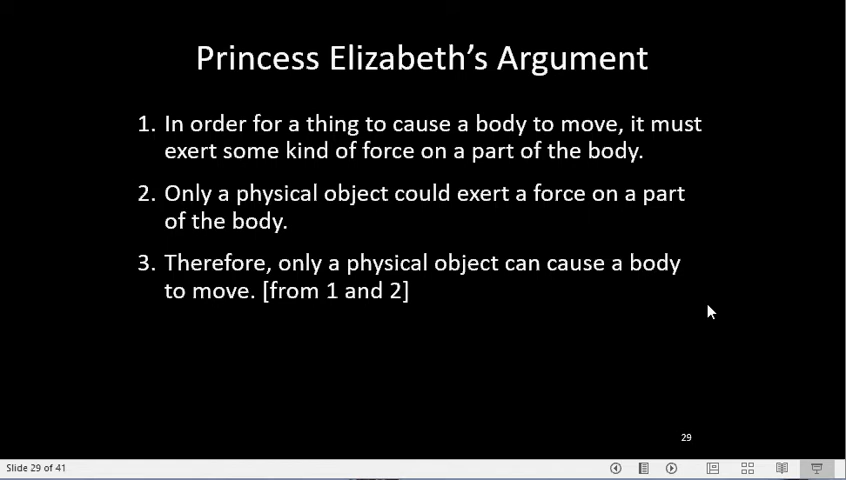 Princess Elizabeth's Argument
1. In order for a thing to cause a body to move, it must
exert some kind of force on a part of the body.
2. Only a physical object could exert a force on a part
of the body.
3. Therefore, only a physical object can cause a body
to move. [from 1 and 2]
29
Slide 29 of 41